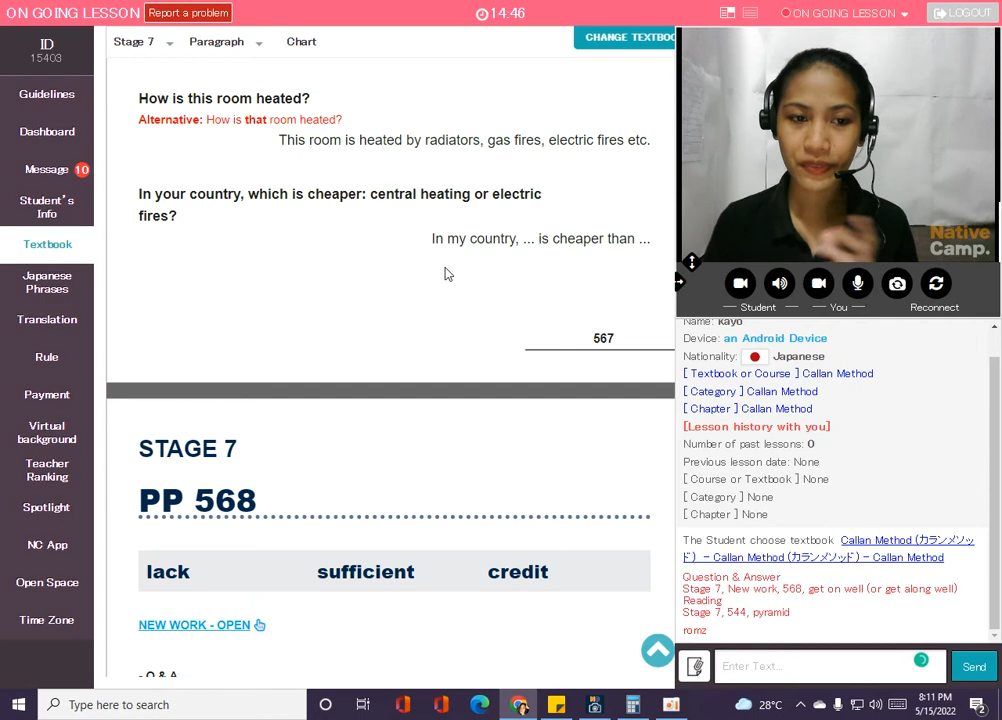 ON GOING LESSON Report a problem 14:46 ON GOING LESSON LOGOUT
ID
15403
Guidelines
Dashboard
Message 10
Student's
Info
Textbook
Japanese
Phrases
Translation
Rule
Payment
Virtual
background
Teacher
Ranking
Spotlight
NC App
Open Space
Time Zone
Stage 7 Paragraph Chart CHANGE TEXTBOO
How is this room heated?
Alternative: How is that room heated?
This room is heated by radiators, gas fires, electric fires etc.
In your country, which is cheaper: central heating or electric
fires?
In my country, ... is cheaper than ...
567
STAGE 7
PP 568
lack sufficient credit
NEW WORK - OPEN
- Q & A
Native
Camp.
Student You Reconnect
Name: kayo
Device: an Android Device
Nationality: Japanese
[ Textbook or Course ] Callan Method
[ Category ] Callan Method
[ Chapter ] Callan Method
[Lesson history with you]
Number of past lessons: 0
Previous lesson date: None
[ Course or Textbook ] None
[ Category ] None
[ Chapter ] None
The Student choose textbook Callan Method (カランメソッ
ド) - Callan Method (カランメソッド) - Callan Method
Question & Answer
Stage 7, New work, 568, get on well (or get along well)
Reading
Stage 7, 544, pyramid
romz
Enter Text... Send
Type here to search
28°C
8:11 PM
5/15/2022
2